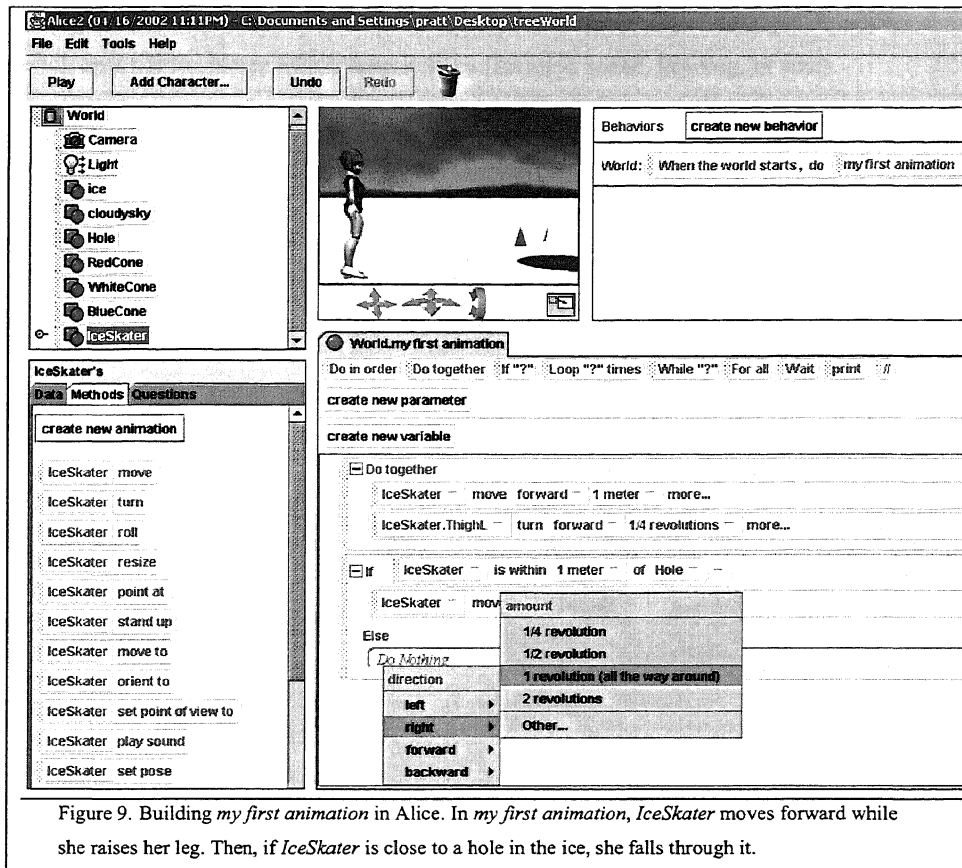 Alice2 (04/16/2002 11:11PM) - C:\Documents and Settings\pratt\Desktop\treeWorld
File Edit Tools Help
Play Add Character... Undo Redo
World
Camera
Light
ice
cloudysky
Hole
RedCone
WhiteCone
BlueCone
IceSkater
Behaviors create new behavior
World: When the world starts, do my first animation
IceSkater's
Data Methods Questions
create new animation
IceSkater move
IceSkater turn
IceSkater roll
IceSkater resize
IceSkater point at
IceSkater stand up
IceSkater move to
IceSkater orient to
IceSkater set point of view to
IceSkater play sound
IceSkater set pose
World.my first animation
Do in order Do together If "?" Loop "?" times While "?" For all Wait print //
create new parameter
create new variable
Do together
IceSkater move forward 1 meter more...
IceSkater.ThighL turn forward 1/4 revolutions more...
If IceSkater is within 1 meter of Hole
IceSkater mov
Else
Do Nothing
direction
left
right
forward
backward
amount
1/4 revolution
1/2 revolution
1 revolution (all the way around)
2 revolutions
Other...
Figure 9. Building my first animation in Alice. In my first animation, IceSkater moves forward while
she raises her leg. Then, if IceSkater is close to a hole in the ice, she falls through it.